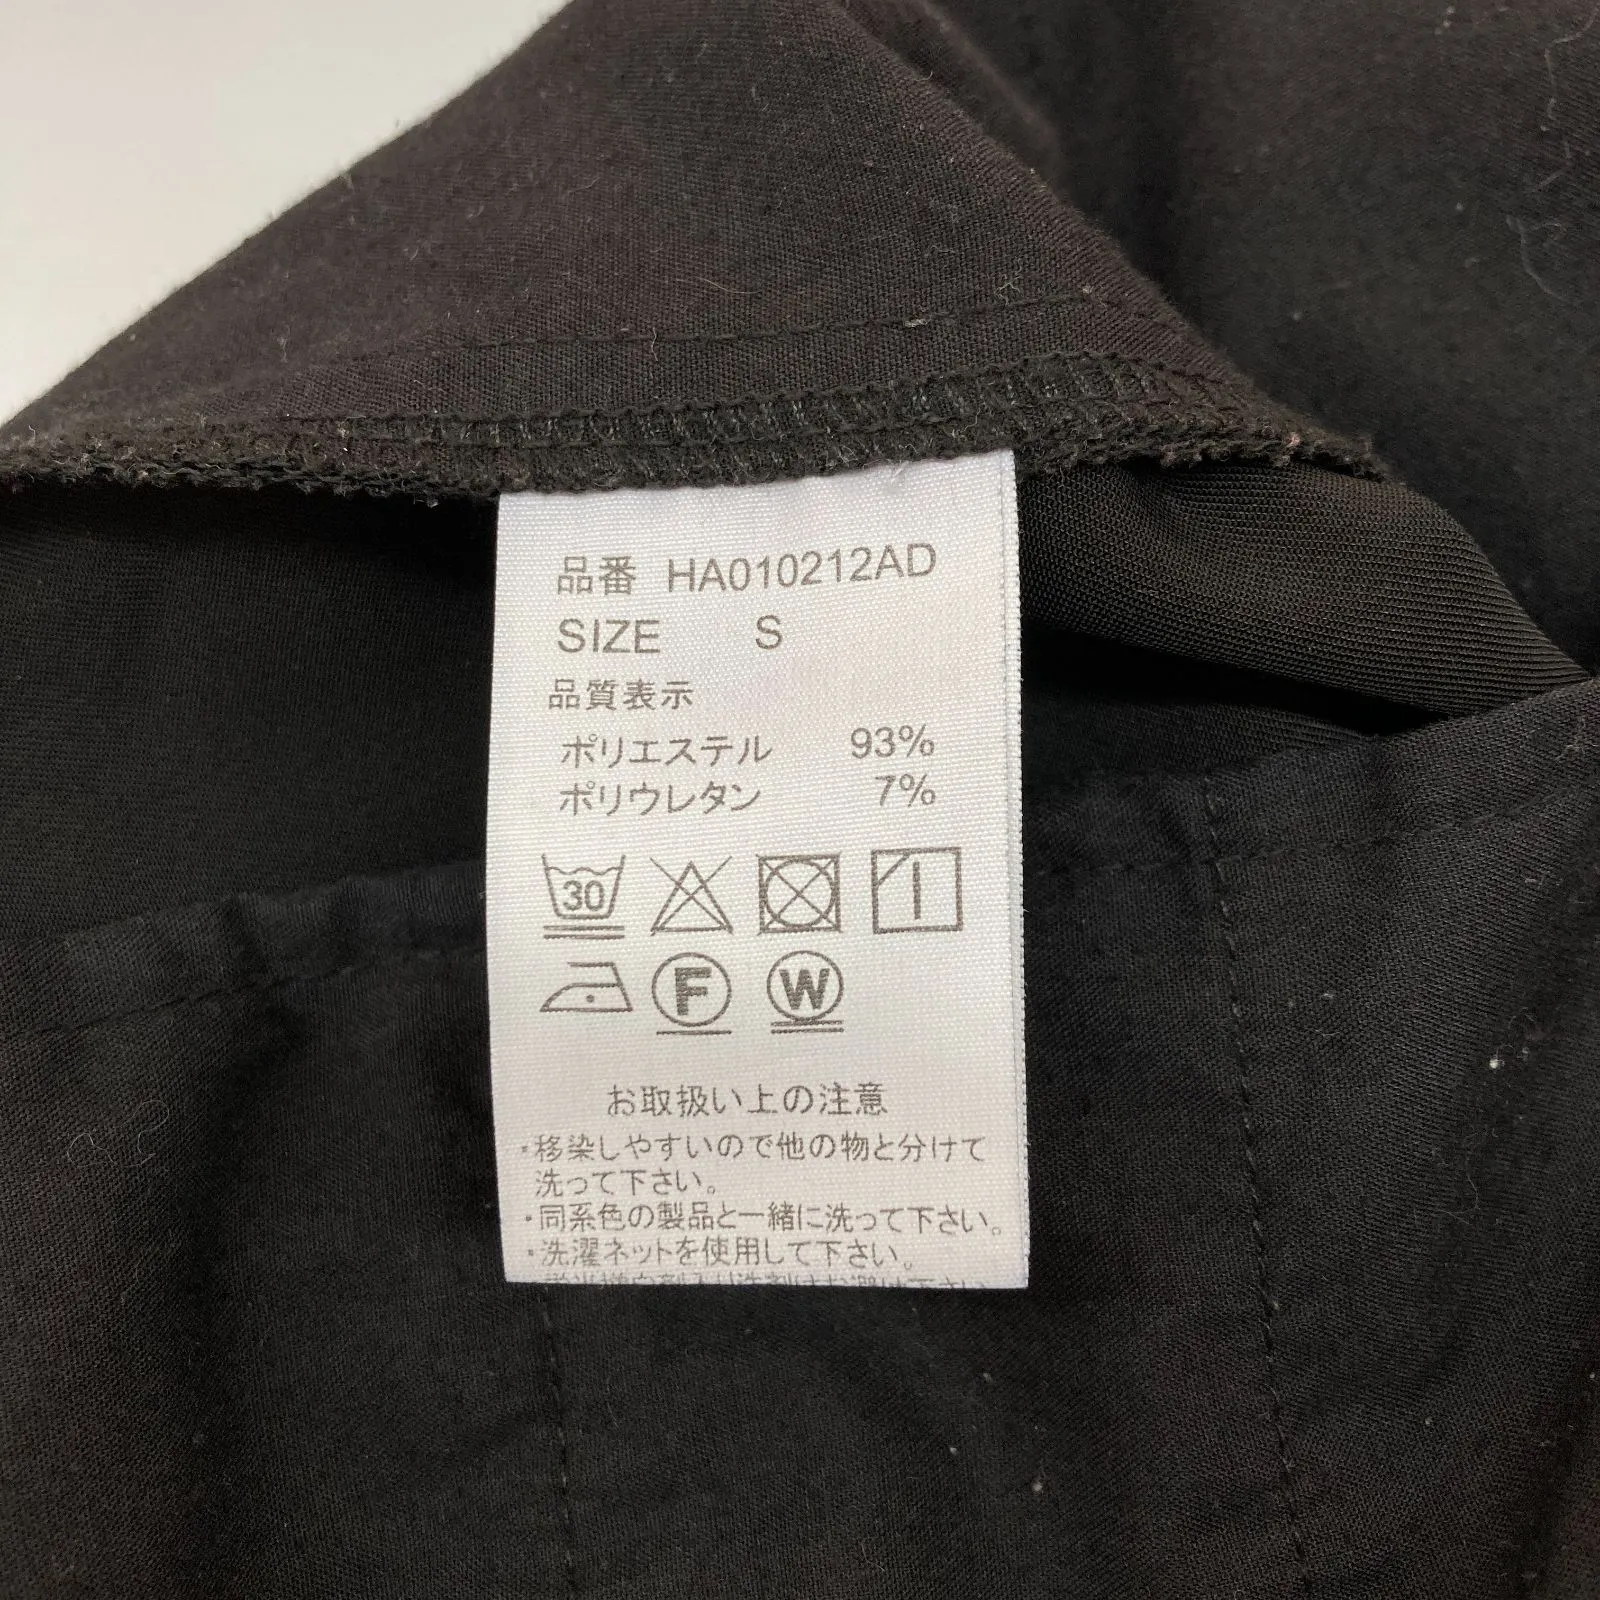 品番 HA010212AD
SIZE S
品質表示
ポリエステル 93%
ポリウレタン 7%
30
F W
お取扱い上の注意
・移染しやすいので他の物と分けて
洗って下さい。
・同系色の製品と一緒に洗って下さい。
・洗濯ネットを使用して下さい。